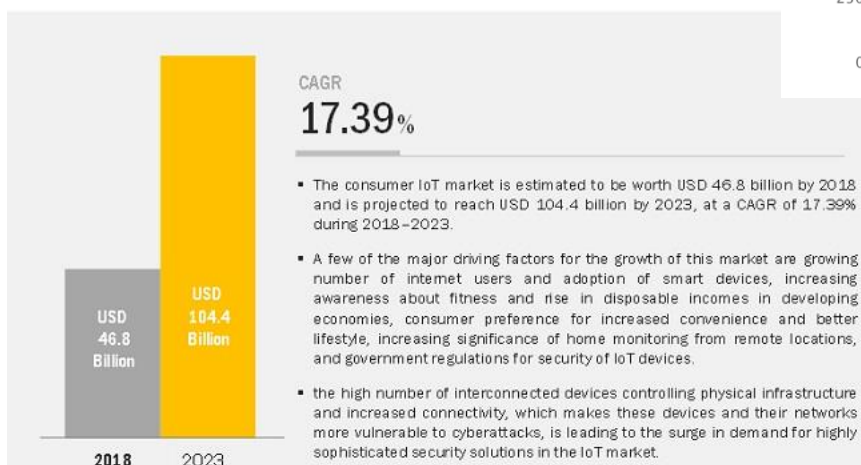 CAGR
17.39%
▪ The consumer IoT market is estimated to be worth USD 46.8 billion by 2018
and is projected to reach USD 104.4 billion by 2023, at a CAGR of 17.39%
during 2018–2023.
▪ A few of the major driving factors for the growth of this market are growing
number of internet users and adoption of smart devices, increasing
awareness about fitness and rise in disposable incomes in developing
economies, consumer preference for increased convenience and better
lifestyle, increasing significance of home monitoring from remote locations,
and government regulations for security of IoT devices.
▪ the high number of interconnected devices controlling physical infrastructure
and increased connectivity, which makes these devices and their networks
more vulnerable to cyberattacks, is leading to the surge in demand for highly
sophisticated security solutions in the IoT market.
USD
46.8
Billion
USD
104.4
Billion
2018
2023